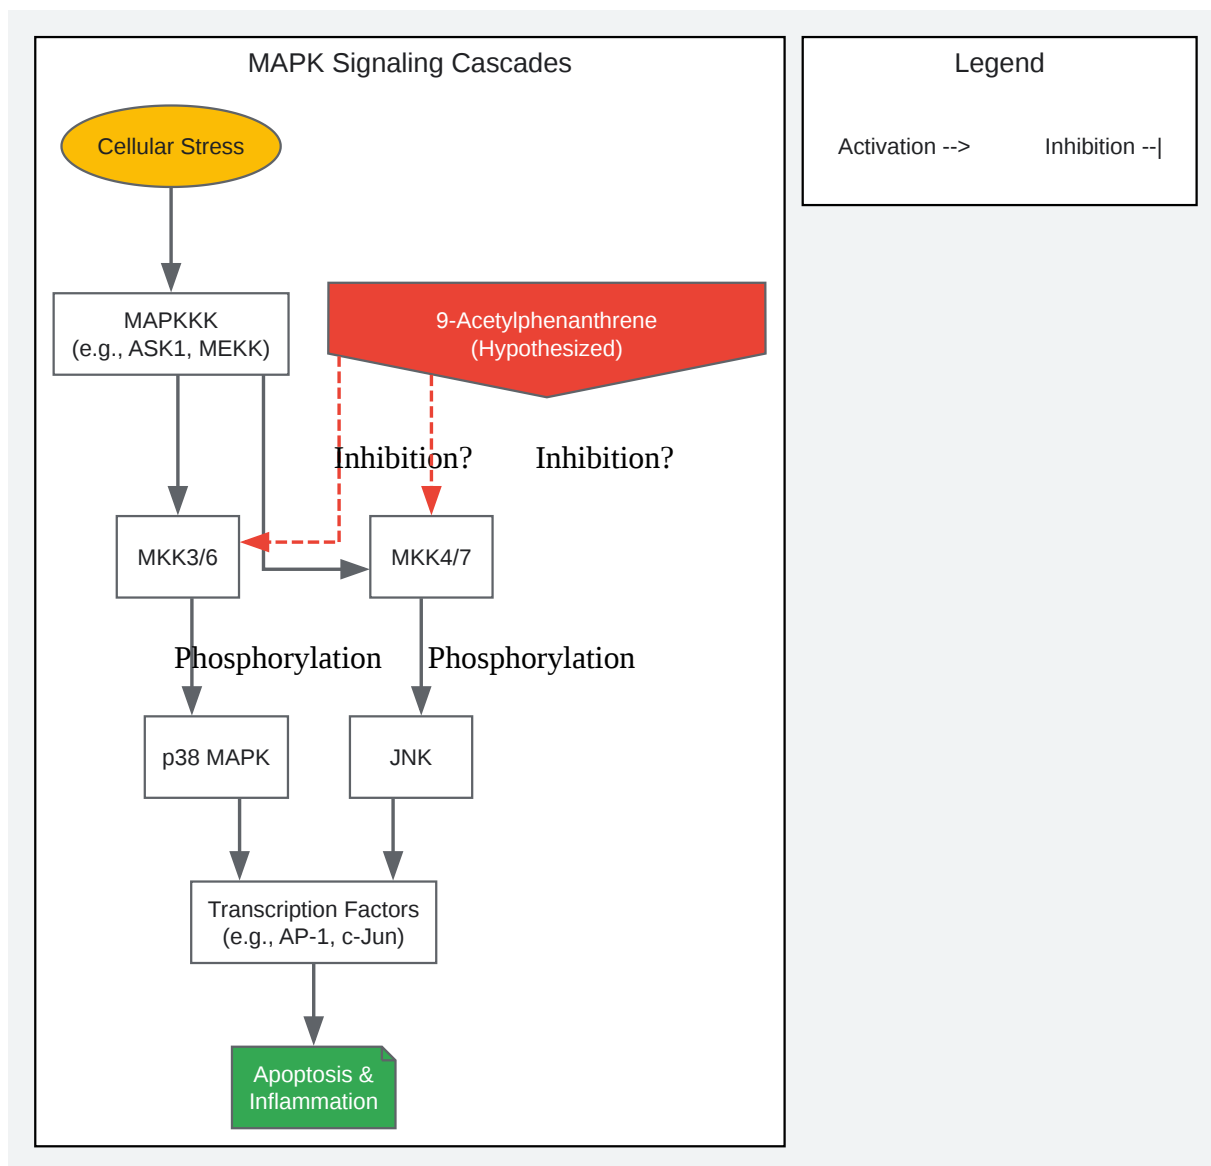 MAPK Signaling Cascades
Legend
Cellular Stress
Activation -->
Inhibition --|
MAPKKK
(e.g., ASK1, MEKK)
9-Acetylphenanthrene
(Hypothesized)
Inhibition?
Inhibition?
MKK3/6
MKK4/7
Phosphorylation
Phosphorylation
p38 MAPK
JNK
Transcription Factors
(e.g., AP-1, c-Jun)
Apoptosis &
Inflammation